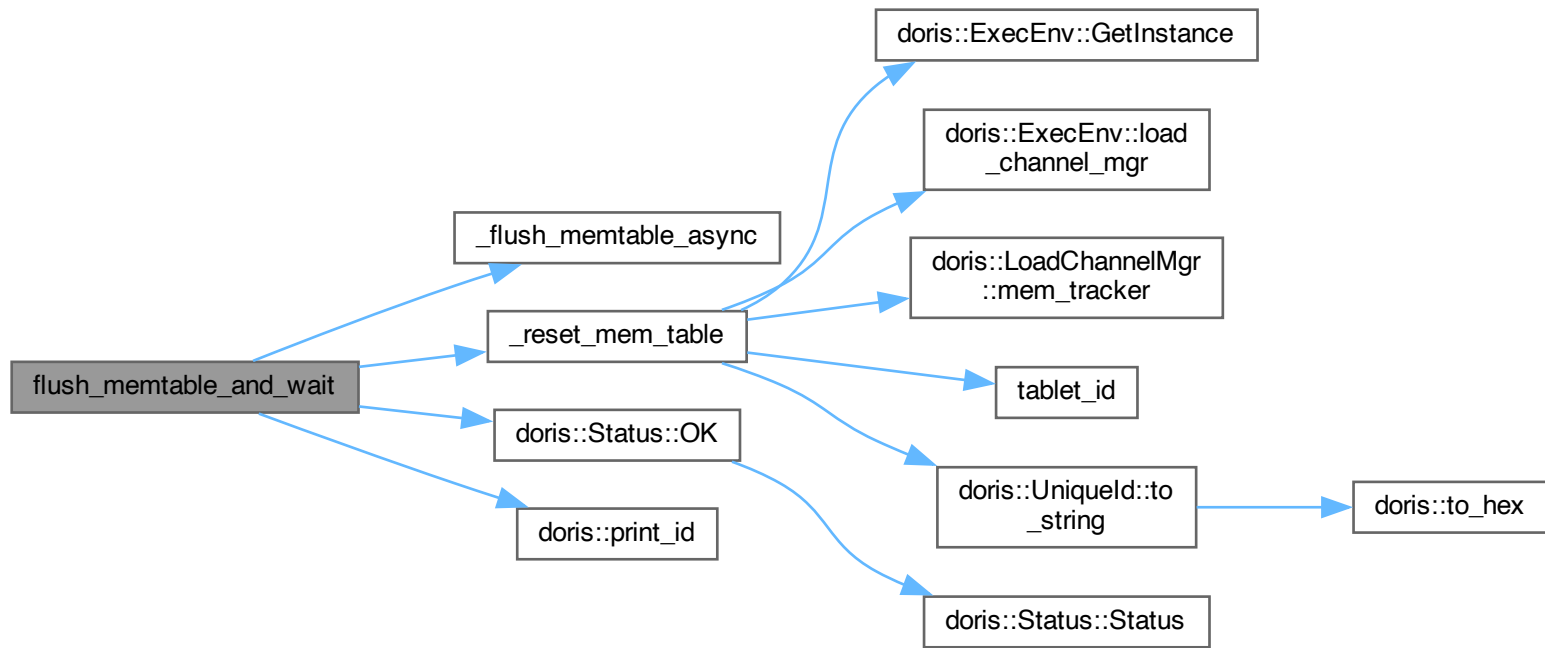 doris::ExecEnv::GetInstance
doris::ExecEnv::load
_channel_mgr
_flush_memtable_async
doris::LoadChannelMgr
::mem_tracker
_reset_mem_table
flush_memtable_and_wait
tablet_id
doris::Status::OK
doris::UniqueId::to
_string
doris::to_hex
doris::print_id
doris::Status::Status